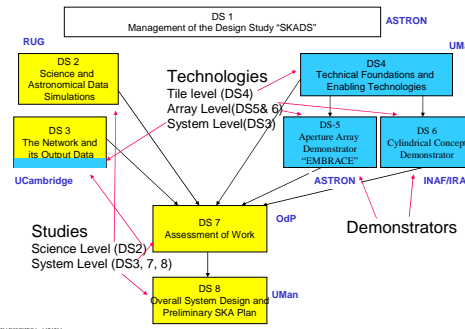 DS 1
Management of the Design Study “SKADS”
ASTRON
RUG
UMa
DS 2
Science and
Astronomical Data
Simulations
Technologies
Tile level (DS4)
Array Level(DS5& 6)
System Level(DS3)
DS4
Technical Foundations and
Enabling Technologies
DS 3
The Network and
its Output Data
DS-5
Aperture Array
Demonstrator
“EMBRACE”
DS 6
Cylindrical Concept
Demonstrator
UCambridge
ASTRON
INAF/IRA
Studies
Science Level (DS2)
System Level (DS3, 7, 8)
OdP
DS 7
Assessment of Work
Demonstrators
DS 8
Overall System Design and
Preliminary SKA Plan
UMan